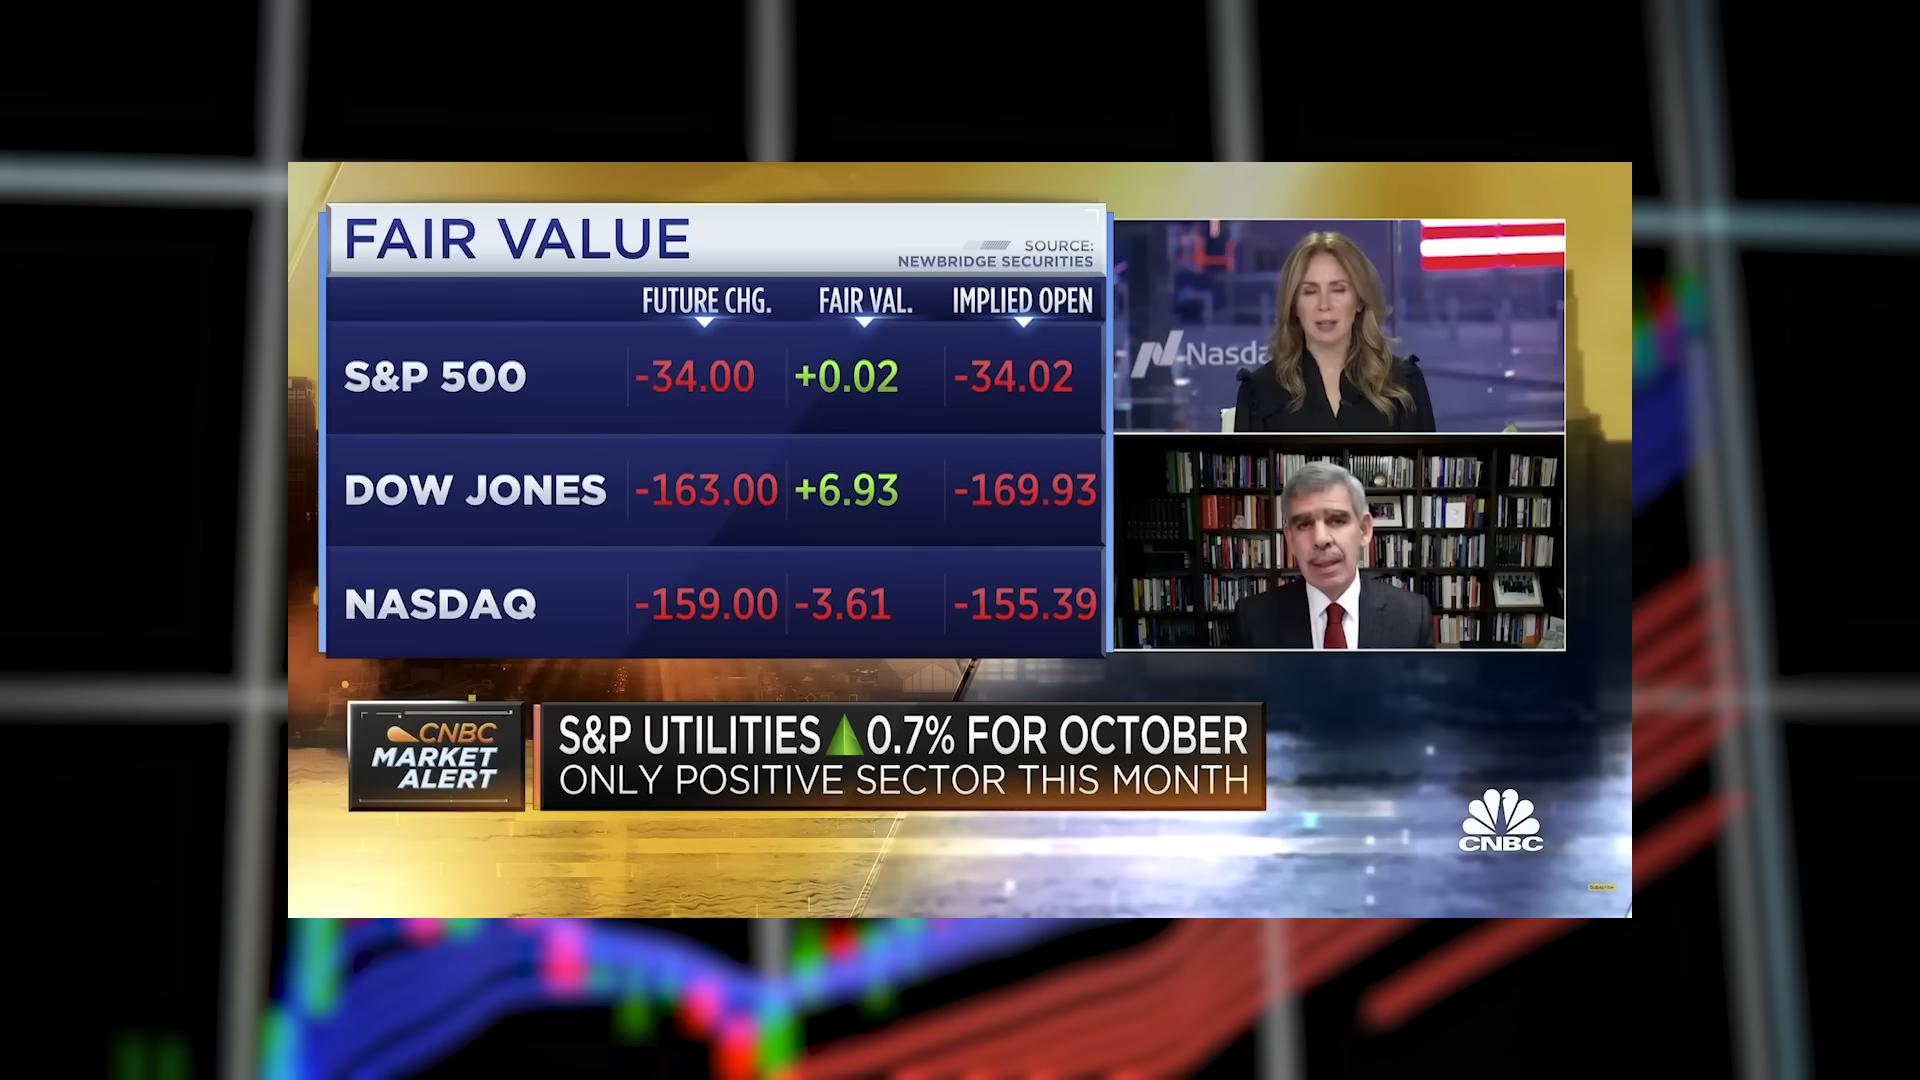 FAIR VALUE
SOURCE:
NEWBRIDGE SECURITIES
FUTURE CHG. FAIR VAL. IMPLIED OPEN
S&P 500 -34.00 +0.02 -34.02
DOW JONES -163.00 +6.93 -169.93
NASDAQ -159.00 -3.61 -155.39
Nasda
CNBC
MARKET
ALERT
S&P UTILITIES▲0.7% FOR OCTOBER
ONLY POSITIVE SECTOR THIS MONTH
CNBC
Subscribe